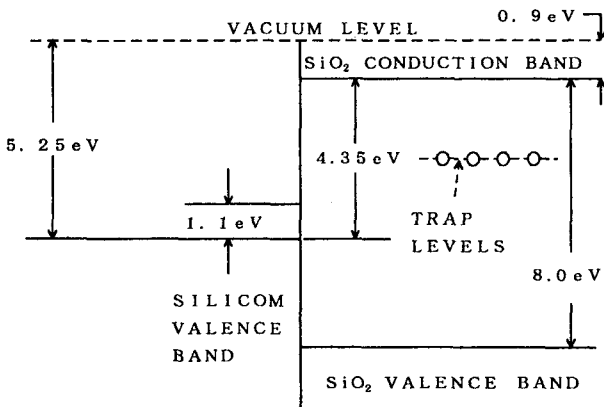 0.9eV
VACUUM LEVEL
SiO₂ CONDUCTION BAND
5.25eV
4.35eV
1.1eV
TRAP
LEVELS
8.0eV
SILICOM
VALENCE
BAND
SiO₂ VALENCE BAND